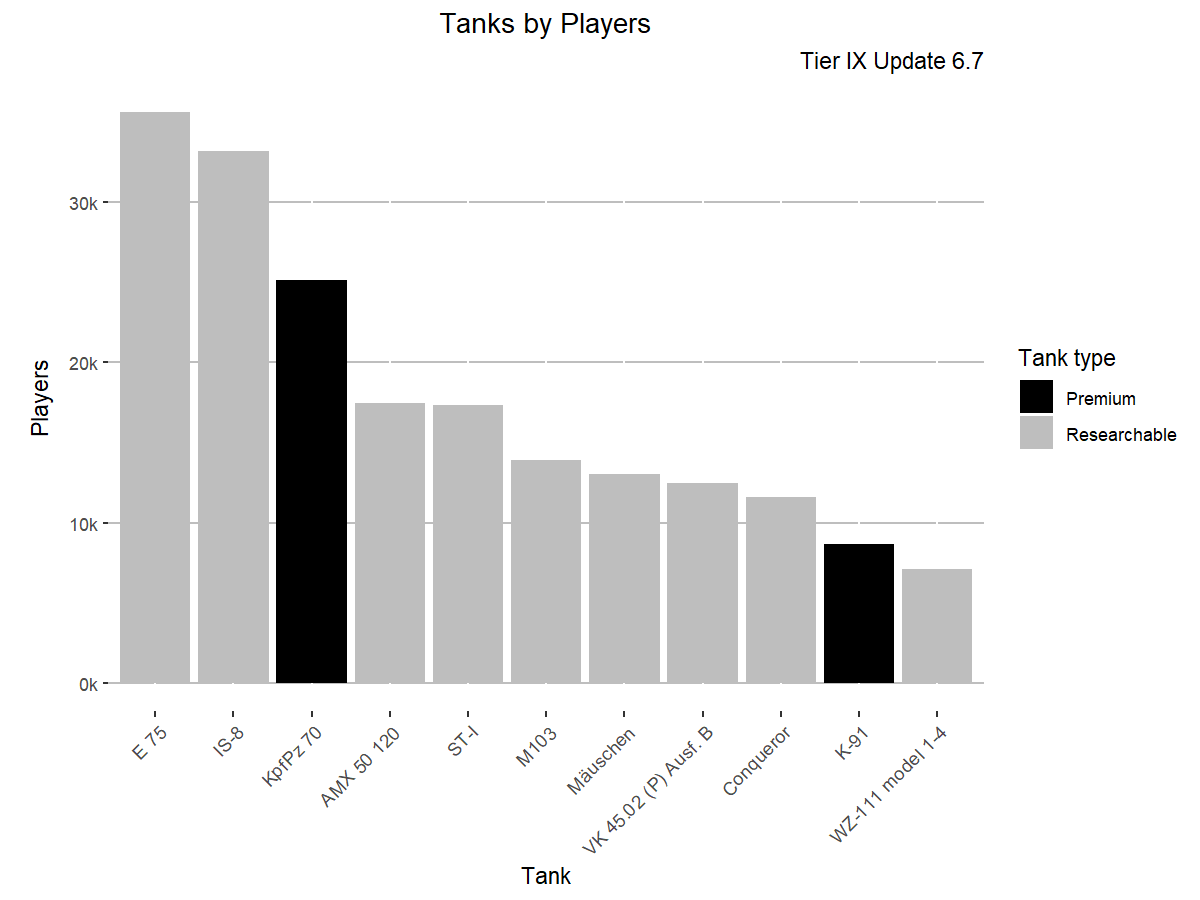 Tanks by Players
Tier IX Update 6.7
Players
30k
20k
10k
0k
E 75
IS-8
KpfPz 70
AMX 50 120
ST-I
M103
Mäuschen
VK 45.02 (P) Ausf. B
Conqueror
K-91
WZ-111 model 1-4
Tank
Tank type
Premium
Researchable